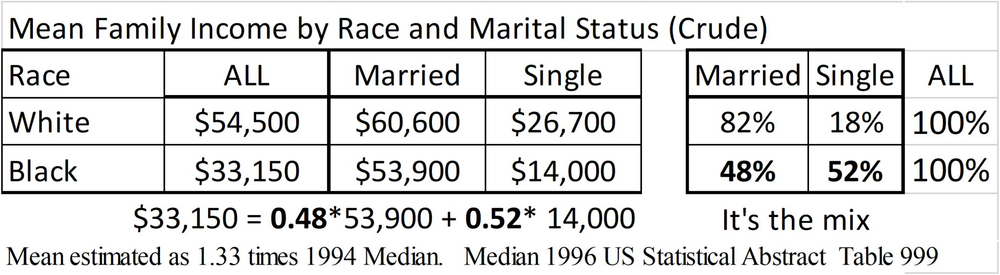 Mean Family Income by Race and Marital Status (Crude)
Race ALL Married Single Married Single ALL
White $54,500 $60,600 $26,700 82% 18% 100%
Black $33,150 $53,900 $14,000 48% 52% 100%
$33,150 = 0.48*53,900 + 0.52* 14,000 It's the mix
Mean estimated as 1.33 times 1994 Median. Median 1996 US Statistical Abstract Table 999